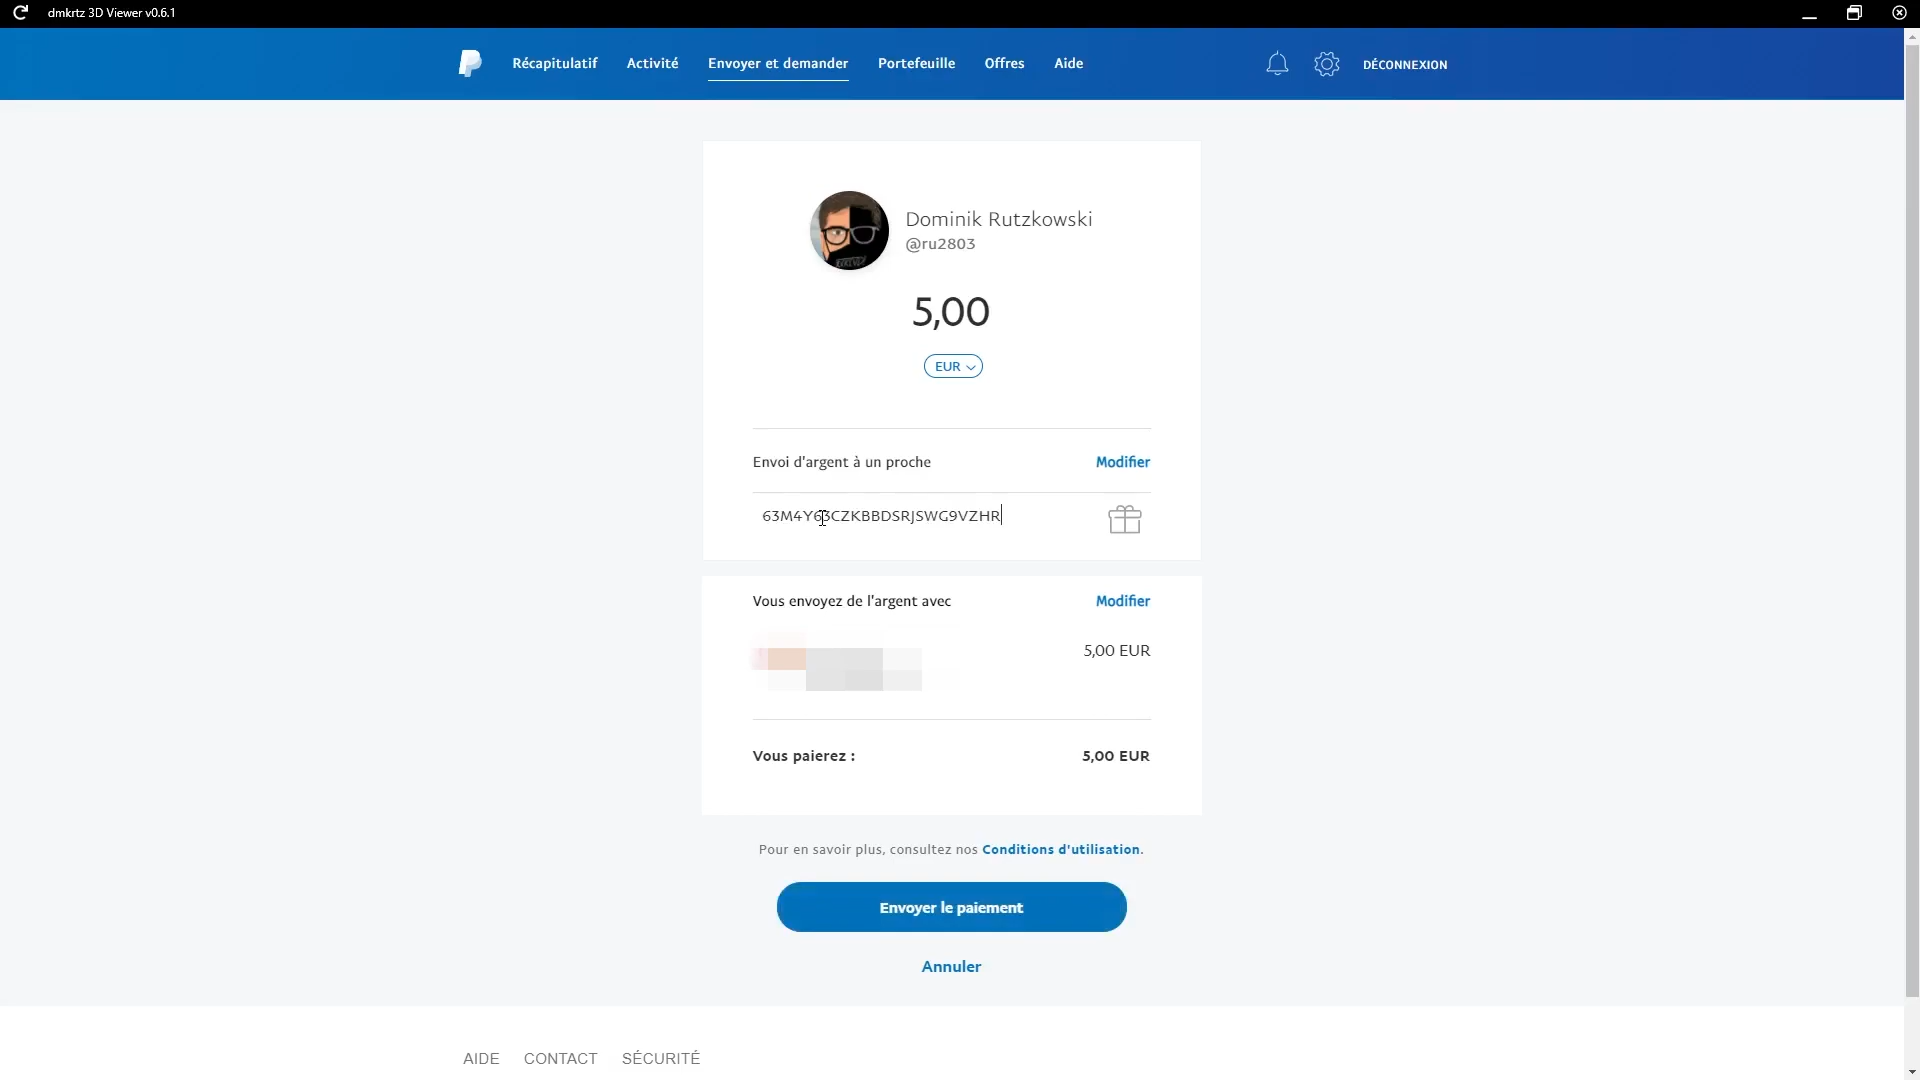 dmkrtz 3D Viewer v0.6.1
Récapitulatif Activité Envoyer et demander Portefeuille Offres Aide DÉCONNEXION
Dominik Rutzkowski
@ru2803
5,00
EUR
Envoi d'argent à un proche Modifier
63M4Y63CZKBBDSRJSWG9VZHR
Vous envoyez de l'argent avec Modifier
5,00 EUR
Vous paierez : 5,00 EUR
Pour en savoir plus, consultez nos Conditions d'utilisation.
Envoyer le paiement
Annuler
AIDE CONTACT SÉCURITÉ